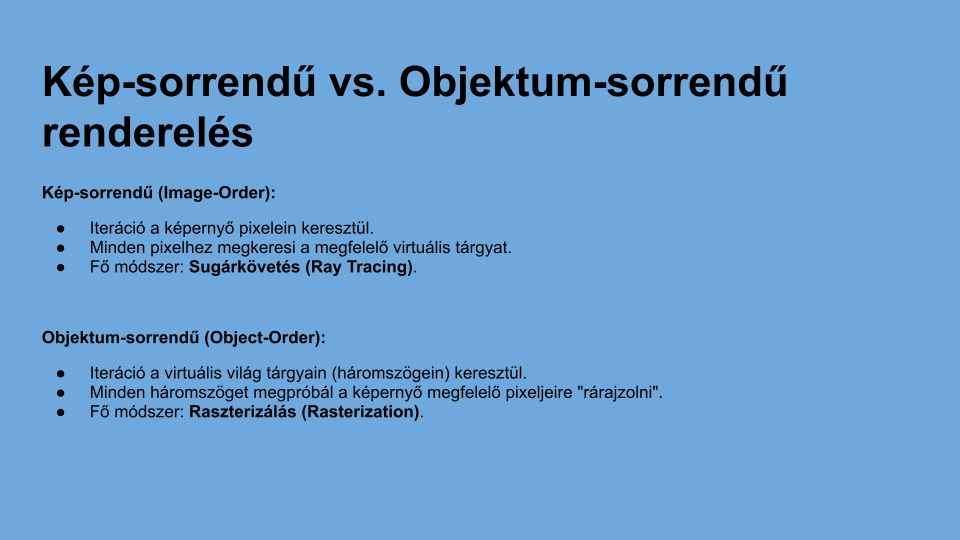 Kép-sorrendű vs. Objektum-sorrendű
renderelés
Kép-sorrendű (Image-Order):
● Iteráció a képernyő pixelein keresztül.
● Minden pixelhez megkeresi a megfelelő virtuális tárgyat.
● Fő módszer: Sugárkövetés (Ray Tracing).
Objektum-sorrendű (Object-Order):
● Iteráció a virtuális világ tárgyain (háromszögein) keresztül.
● Minden háromszöget megpróbál a képernyő megfelelő pixeljeire "rárajzolni".
● Fő módszer: Raszterizálás (Rasterization).